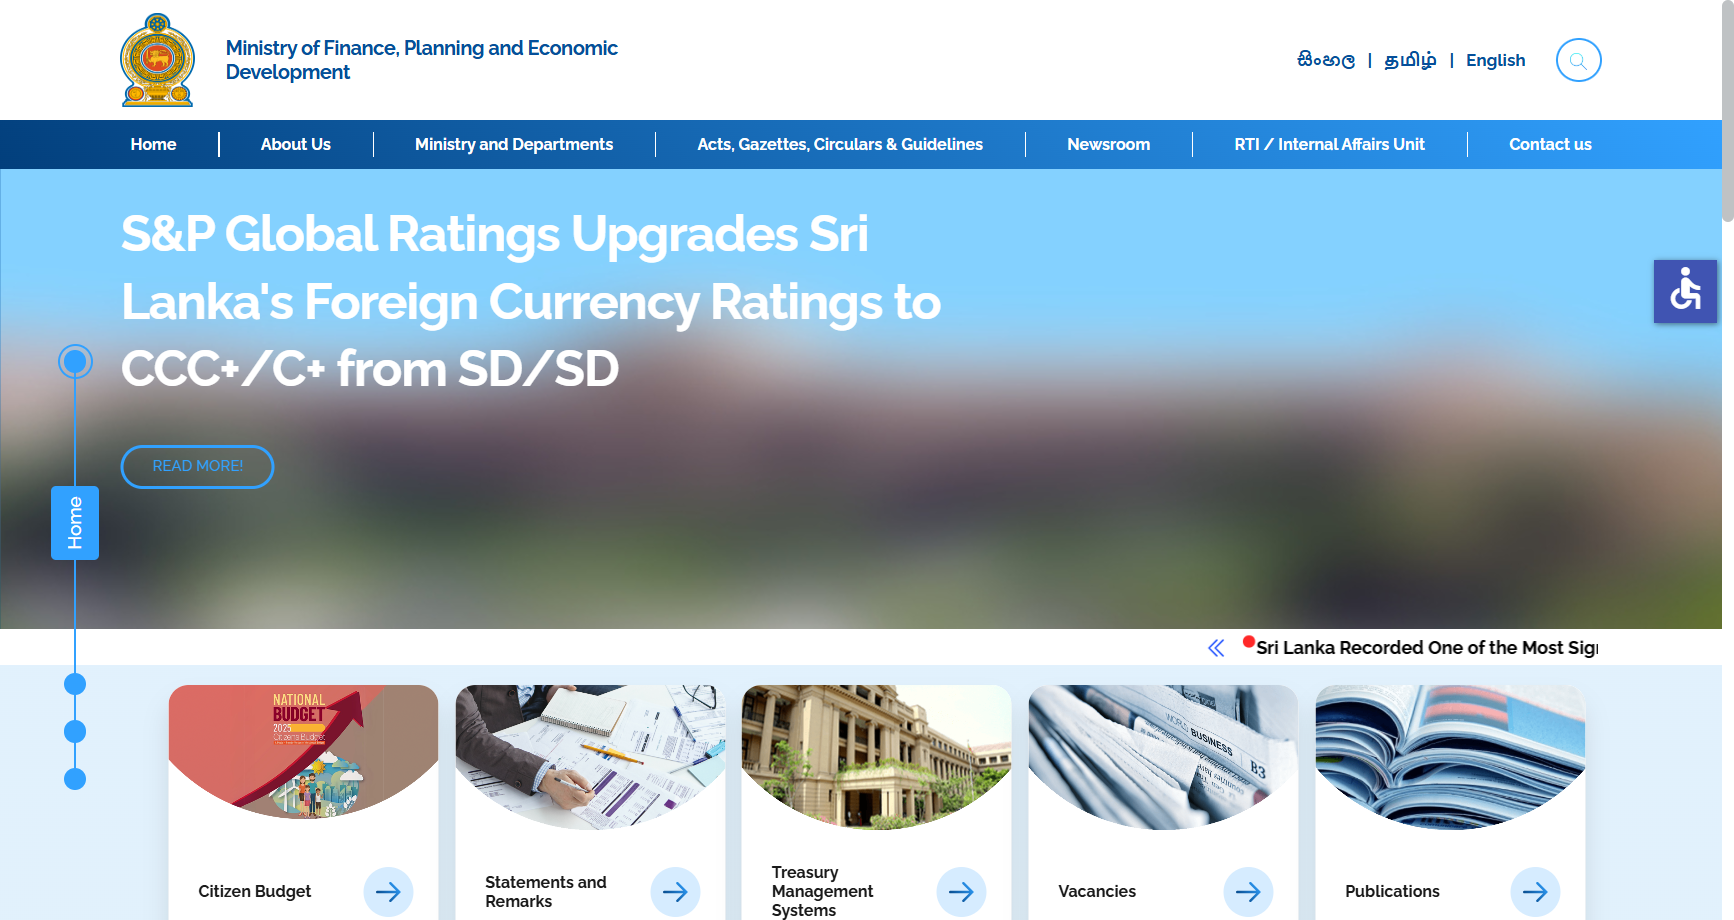 Ministry of Finance, Planning and Economic
Development
සිංහල | தமிழ் | English
Home
About Us
Ministry and Departments
Acts, Gazettes, Circulars & Guidelines
Newsroom
RTI / Internal Affairs Unit
Contact us
S&P Global Ratings Upgrades Sri
Lanka's Foreign Currency Ratings to
CCC+/C+ from SD/SD
READ MORE!
Home
Sri Lanka Recorded One of the Most Sig
NATIONAL
BUDGET
2025
Citizens Budget
WORLD BUSINESS
B3
Citizen Budget
Statements and
Remarks
Treasury
Management
Systems
Vacancies
Publications